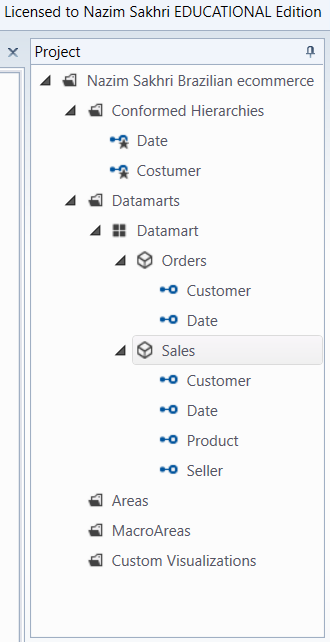 Licensed to Nazim Sakhri EDUCATIONAL Edition
Project
Nazim Sakhri Brazilian ecommerce
Conformed Hierarchies
Date
Costumer
Datamarts
Datamart
Orders
Customer
Date
Sales
Customer
Date
Product
Seller
Areas
MacroAreas
Custom Visualizations